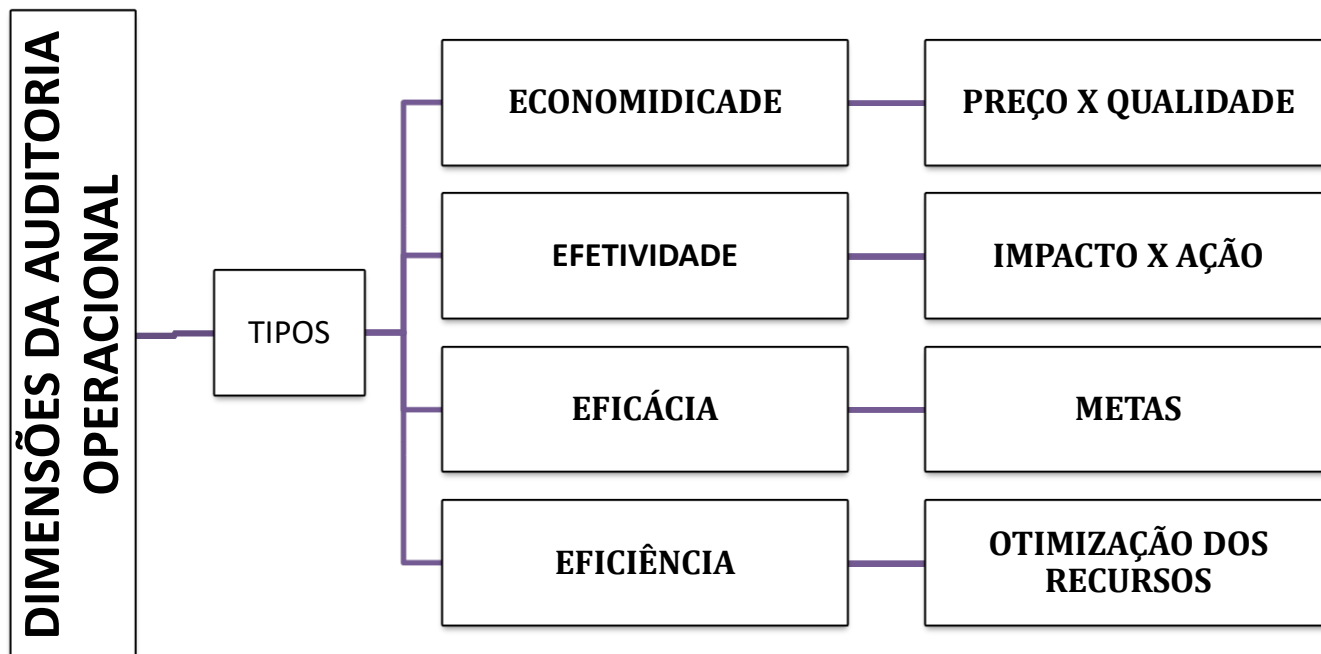 DIMENSÕES DA AUDITORIA
OPERACIONAL
TIPOS
ECONOMIDICADE
PREÇO X QUALIDADE
EFETIVIDADE
IMPACTO X AÇÃO
EFICÁCIA
METAS
EFICIÊNCIA
OTIMIZAÇÃO DOS
RECURSOS